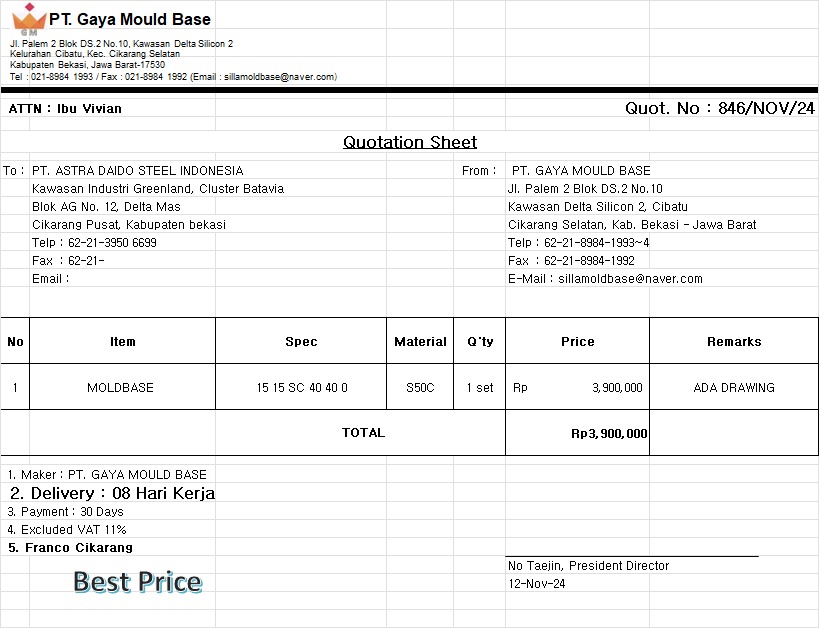 GM
PT. Gaya Mould Base
Jl. Palem 2 Blok DS.2 No.10, Kawasan Delta Silicon 2
Kelurahan Cibatu, Kec. Cikarang Selatan
Kabupaten Bekasi, Jawa Barat-17530
Tel : 021-8984 1993 / Fax : 021-8984 1992 (Email : sillamoldbase@naver.com)
ATTN : Ibu Vivian
Quot. No : 846/NOV/24
Quotation Sheet
To : PT. ASTRA DAIDO STEEL INDONESIA
Kawasan Industri Greenland, Cluster Batavia
Blok AG No. 12, Delta Mas
Cikarang Pusat, Kabupaten bekasi
Telp : 62-21-3950 6699
Fax : 62-21-
Email :
From : PT. GAYA MOULD BASE
Jl. Palem 2 Blok DS.2 No.10
Kawasan Delta Silicon 2, Cibatu
Cikarang Selatan, Kab. Bekasi - Jawa Barat
Telp : 62-21-8984-1993~4
Fax : 62-21-8984-1992
E-Mail : sillamoldbase@naver.com
No Item Spec Material Q'ty Price Remarks
1 MOLDBASE 15 15 SC 40 40 0 S50C 1 set Rp 3,900,000 ADA DRAWING
TOTAL Rp3,900,000
1. Maker : PT. GAYA MOULD BASE
2. Delivery : 08 Hari Kerja
3. Payment : 30 Days
4. Excluded VAT 11%
5. Franco Cikarang
Best Price
No Taejin, President Director
12-Nov-24